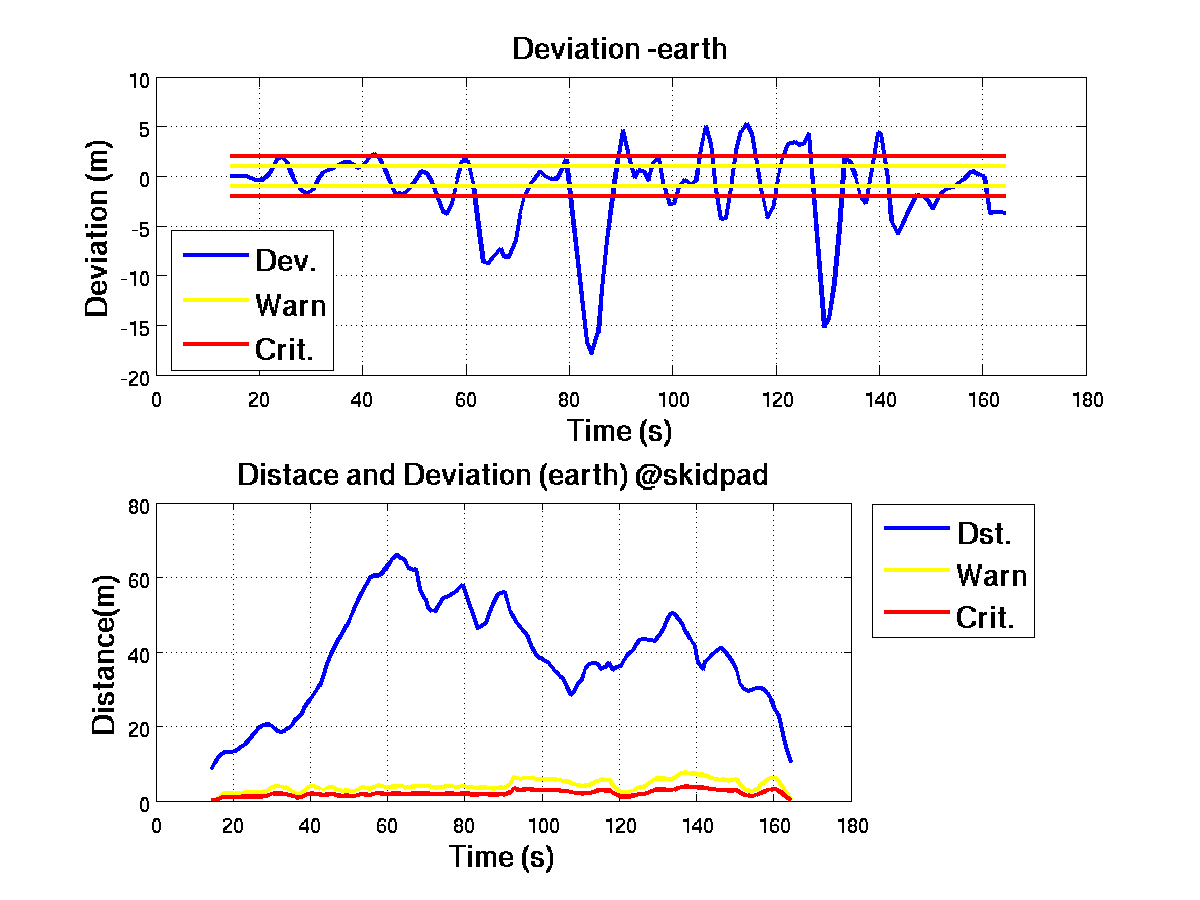 Deviation -earth
10
5
0
-5
-10
-15
-20
Deviation (m)
Dev.
Warn
Crit.
0 20 40 60 80 100 120 140 160 180
Time (s)
Distace and Deviation (earth) @skidpad
80
60
40
20
0
Distance(m)
Dst.
Warn
Crit.
0 20 40 60 80 100 120 140 160 180
Time (s)